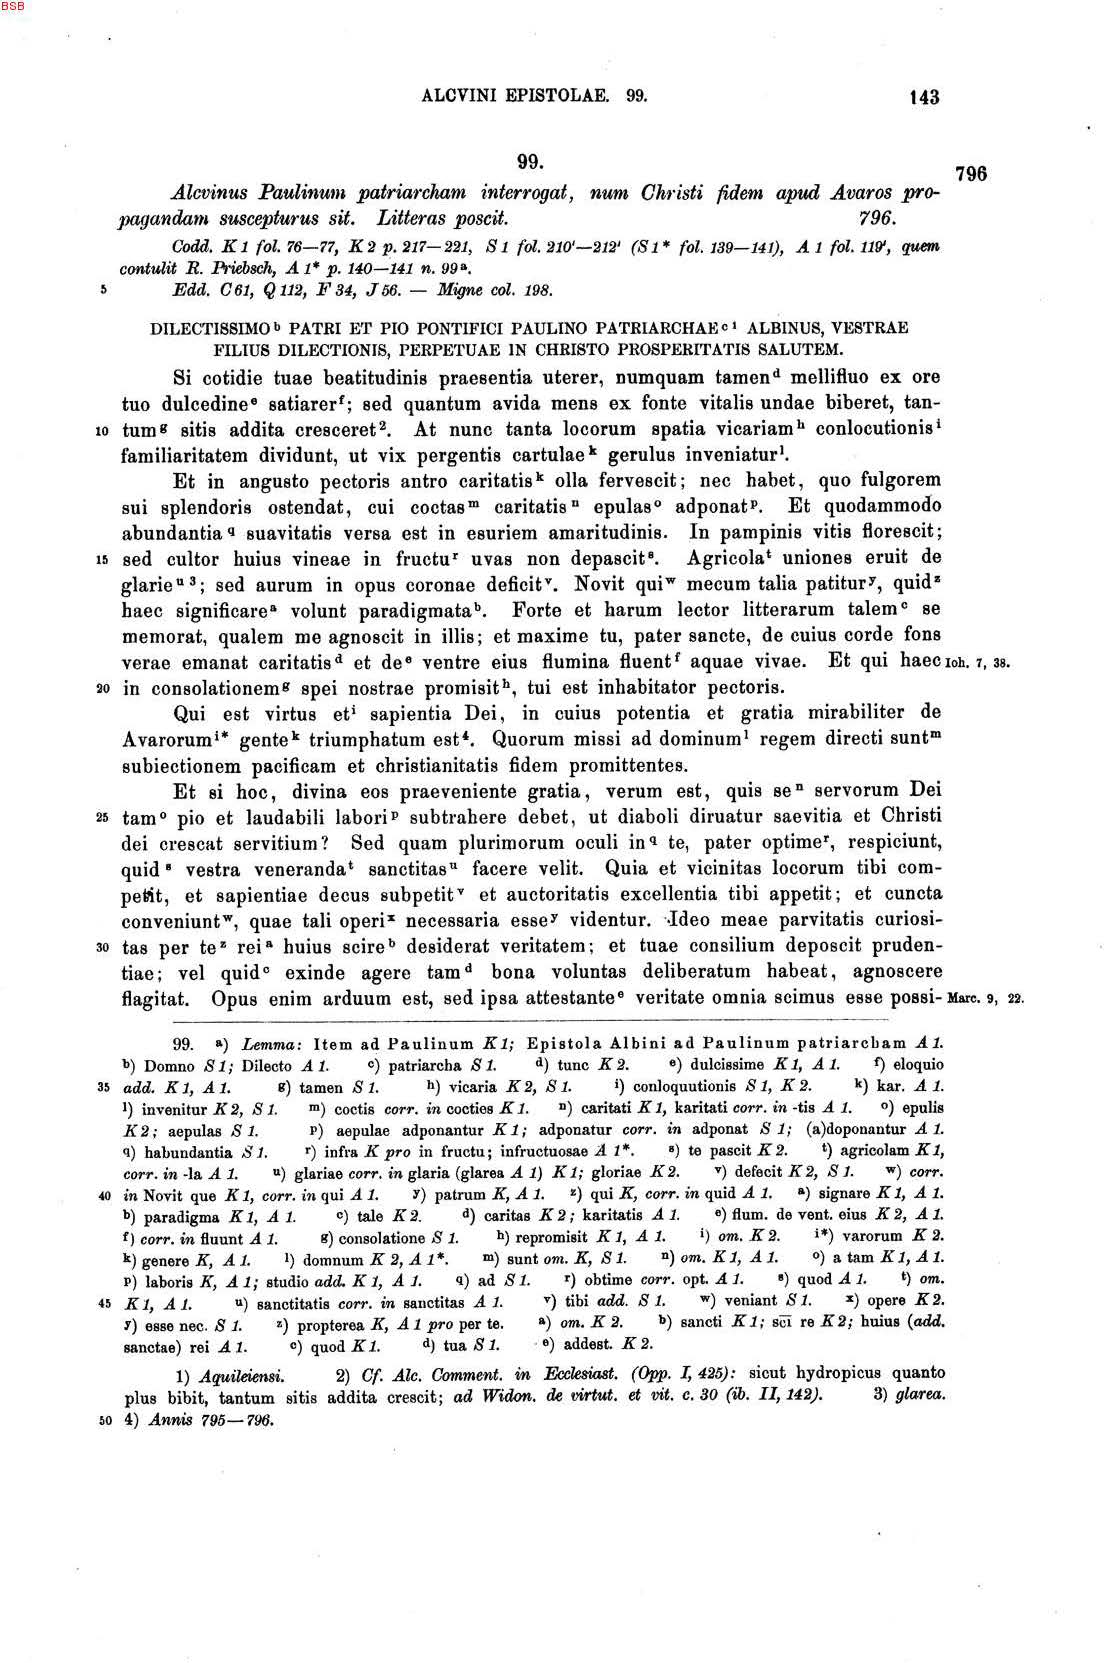 BSB
ALCVINI EPISTOLAE. 99. 143
99.
796
Alcvinus Paulinum patriarcham interrogat, num Christi fidem apud Avaros pro-
pagandam suscepturus sit. Litteras poscit. 796.
Codd. K 1 fol. 76—77, K 2 p. 217—221, S 1 fol. 210'—212' (S 1* fol. 139—141), A 1 fol. 119', quem
contulit R. Priebsch, A 1* p. 140—141 n. 99ª.
5 Edd. C 61, Q 112, F 34, J 56. — Migne col. 198.
DILECTISSIMO b PATRI ET PIO PONTIFICI PAULINO PATRIARCHAE c 1 ALBINUS, VESTRAE
FILIUS DILECTIONIS, PERPETUAE IN CHRISTO PROSPERITATIS SALUTEM.
Si cotidie tuae beatitudinis praesentia uterer, numquam tamen d mellifluo ex ore
tuo dulcedine e satiarer f; sed quantum avida mens ex fonte vitalis undae biberet, tan-
10 tum g sitis addita cresceret 2. At nunc tanta locorum spatia vicariam h conlocutionis i
familiaritatem dividunt, ut vix pergentis cartulae k gerulus inveniatur l.
Et in angusto pectoris antro caritatis k olla fervescit; nec habet, quo fulgorem
sui splendoris ostendat, cui coctas m caritatis n epulas o adponat p. Et quodammodo
abundantia q suavitatis versa est in esuriem amaritudinis. In pampinis vitis florescit;
15 sed cultor huius vineae in fructu r uvas non depascit s. Agricola t uniones eruit de
glarie u 3; sed aurum in opus coronae deficit v. Novit qui w mecum talia patitur y, quid z
haec significare a volunt paradigmata b. Forte et harum lector litterarum talem c se
memorat, qualem me agnoscit in illis; et maxime tu, pater sancte, de cuius corde fons
verae emanat caritatis d et de e ventre eius flumina fluent f aquae vivae. Et qui haec Ioh. 7, 38.
20 in consolationem g spei nostrae promisit h, tui est inhabitator pectoris.
Qui est virtus et i sapientia Dei, in cuius potentia et gratia mirabiliter de
Avarorum i* gente k triumphatum est 4. Quorum missi ad dominum l regem directi sunt m
subiectionem pacificam et christianitatis fidem promittentes.
Et si hoc, divina eos praeveniente gratia, verum est, quis se n servorum Dei
25 tam o pio et laudabili labori p subtrahere debet, ut diaboli diruatur saevitia et Christi
dei crescat servitium? Sed quam plurimorum oculi in q te, pater optime r, respiciunt,
quid s vestra veneranda t sanctitas u facere velit. Quia et vicinitas locorum tibi com-
petit, et sapientiae decus subpetit v et auctoritatis excellentia tibi appetit; et cuncta
conveniunt w, quae tali operi x necessaria esse y videntur. Ideo meae parvitatis curiosi-
30 tas per te z rei a huius scire b desiderat veritatem; et tuae consilium deposcit pruden-
tiae; vel quid c exinde agere tam d bona voluntas deliberatum habeat, agnoscere
flagitat. Opus enim arduum est, sed ipsa attestante e veritate omnia scimus esse possi- Marc. 9, 22.
99. a) Lemma: Item ad Paulinum K 1; Epistola Albini ad Paulinum patriarcham A 1.
b) Domno S 1; Dilecto A 1. c) patriarcha S 1. d) tunc K 2. e) dulcissime K 1, A 1. f) eloquio
35 add. K 1, A 1. g) tamen S 1. h) vicaria K 2, S 1. i) conloquutionis S 1, K 2. k) kar. A 1.
l) invenitur K 2, S 1. m) coctis corr. in cocties K 1. n) caritati K 1, karitati corr. in -tis A 1. o) epulis
K 2; aepulas S 1. p) aepulae adponantur K 1; adponatur corr. in adponat S 1; (a)doponantur A 1.
q) habundantia S 1. r) infra K pro in fructu; infructuosae A 1*. s) te pascit K 2. t) agricolam K 1,
corr. in -la A 1. u) glariae corr. in glaria (glarea A 1) K 1; gloriae K 2. v) defecit K 2, S 1. w) corr.
40 in Novit que K 1, corr. in qui A 1. y) patrum K, A 1. z) qui K, corr. in quid A 1. a) signare K 1, A 1.
b) paradigma K 1, A 1. c) tale K 2. d) caritas K 2; karitatis A 1. e) flum. de vent. eius K 2, A 1.
f) corr. in fluunt A 1. g) consolatione S 1. h) repromisit K 1, A 1. i) om. K 2. i*) varorum K 2.
k) genere K, A 1. l) domnum K 2, A 1*. m) sunt om. K, S 1. n) om. K 1, A 1. o) a tam K 1, A 1.
p) laboris K, A 1; studio add. K 1, A 1. q) ad S 1. r) obtime corr. opt. A 1. s) quod A 1. t) om.
45 K 1, A 1. u) sanctitatis corr. in sanctitas A 1. v) tibi add. S 1. w) veniant S 1. x) opere K 2.
y) esse nec. S 1. z) propterea K, A 1 pro per te. a) om. K 2. b) sancti K 1; sc̅i̅ re K 2; huius (add.
sanctae) rei A 1. c) quod K 1. d) tua S 1. e) addest. K 2.
1) Aquileiensi. 2) Cf. Alc. Comment. in Ecclesiast. (Opp. I, 425): sicut hydropicus quanto
plus bibit, tantum sitis addita crescit; ad Widon. de virtut. et vit. c. 30 (ib. II, 142). 3) glarea.
50 4) Annis 795—796.